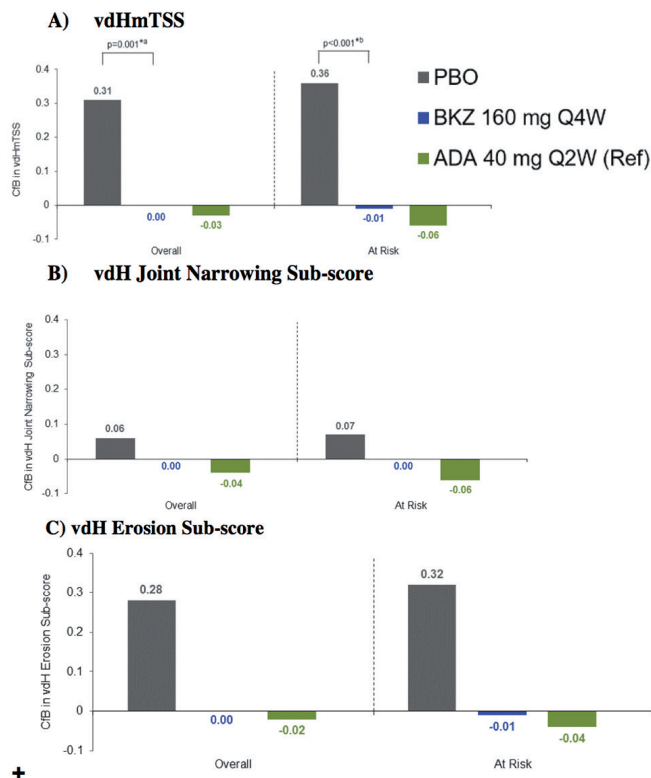 A) vdHmTSS
p=0.001*a
p<0.001*b
PBO
BKZ 160 mg Q4W
ADA 40 mg Q2W (Ref)
CfB in vdHmTSS
0.4
0.3
0.2
0.1
0
-0.1
0.31
0.00
-0.03
0.36
-0.01
-0.06
Overall
At Risk
B) vdH Joint Narrowing Sub-score
CfB in vdH Joint Narrowing Sub-score
0.4
0.3
0.2
0.1
0
-0.1
0.06
0.00
-0.04
0.07
0.00
-0.06
Overall
At Risk
C) vdH Erosion Sub-score
CfB in vdH Erosion Sub-score
0.4
0.3
0.2
0.1
0
-0.1
0.28
0.00
-0.02
0.32
-0.01
-0.04
Overall
At Risk
+